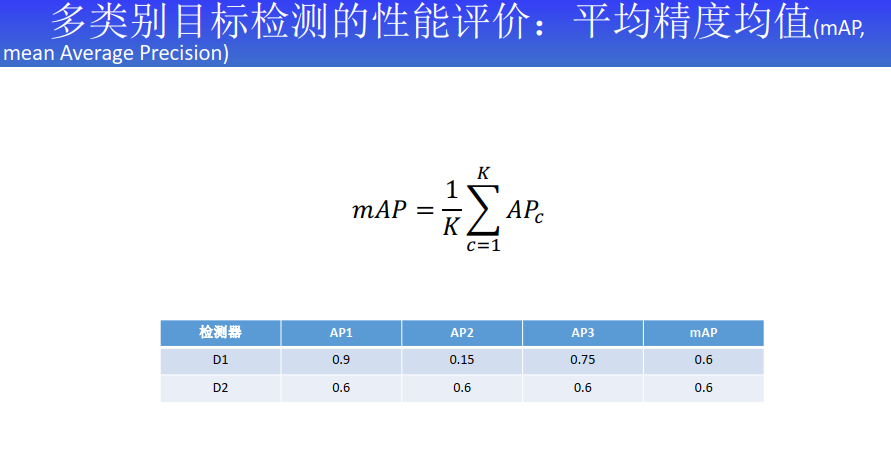 多类别目标检测的性能评价：平均精度均值(mAP,
mean Average Precision)
mAP = \frac{1}{K} \sum_{c=1}^{K} AP_c
检测器 AP1 AP2 AP3 mAP
D1 0.9 0.15 0.75 0.6
D2 0.6 0.6 0.6 0.6